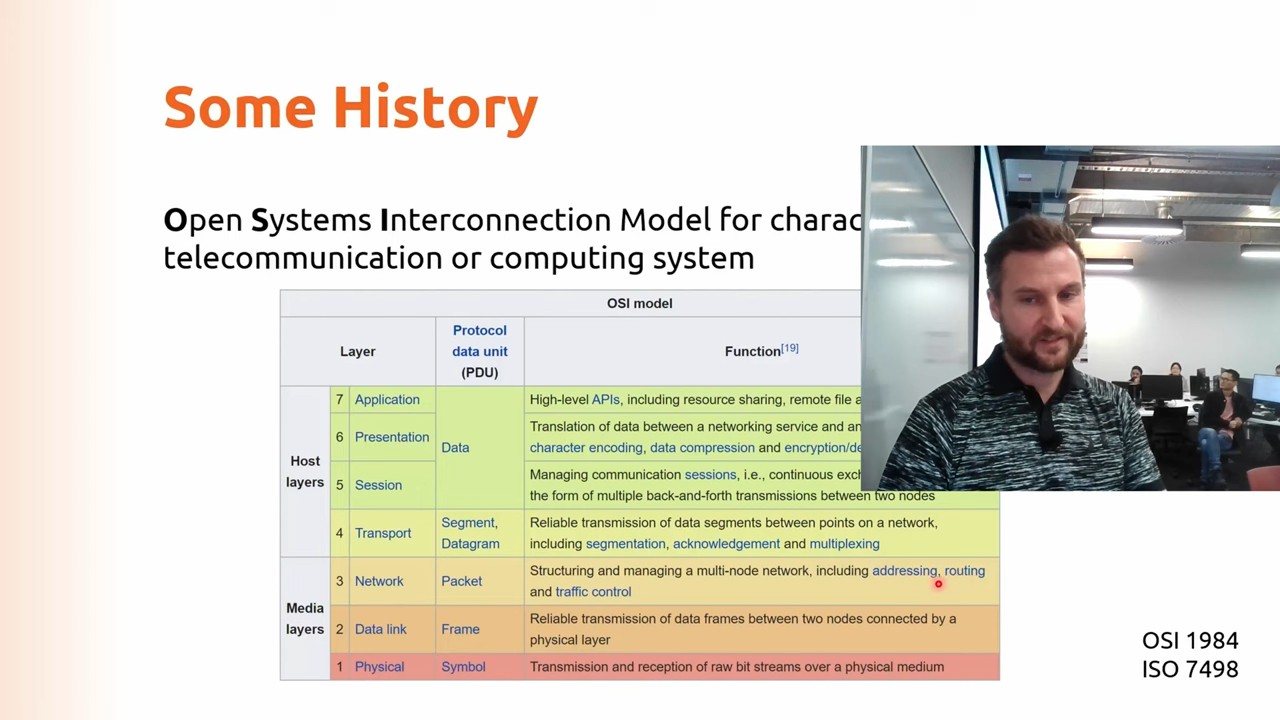 Some History
Open Systems Interconnection Model for
telecommunication or computing system
OSI model
Layer
Protocol
data unit
(PDU)
Function[19]
Host
layers
7 Application
Data
High-level APIs, including resource sharing, remote file
6 Presentation
Translation of data between a networking service and
character encoding, data compression and
5 Session
Managing communication sessions, i.e., continuous
the form of multiple back-and-forth transmissions between two nodes
4 Transport
Segment,
Datagram
Reliable transmission of data segments between points on a network,
including segmentation, acknowledgement and multiplexing
Media
layers
3 Network
Packet
Structuring and managing a multi-node network, including addressing, routing
and traffic control
2 Data link
Frame
Reliable transmission of data frames between two nodes connected by a
physical layer
1 Physical
Symbol
Transmission and reception of raw bit streams over a physical medium
OSI 1984
ISO 7498